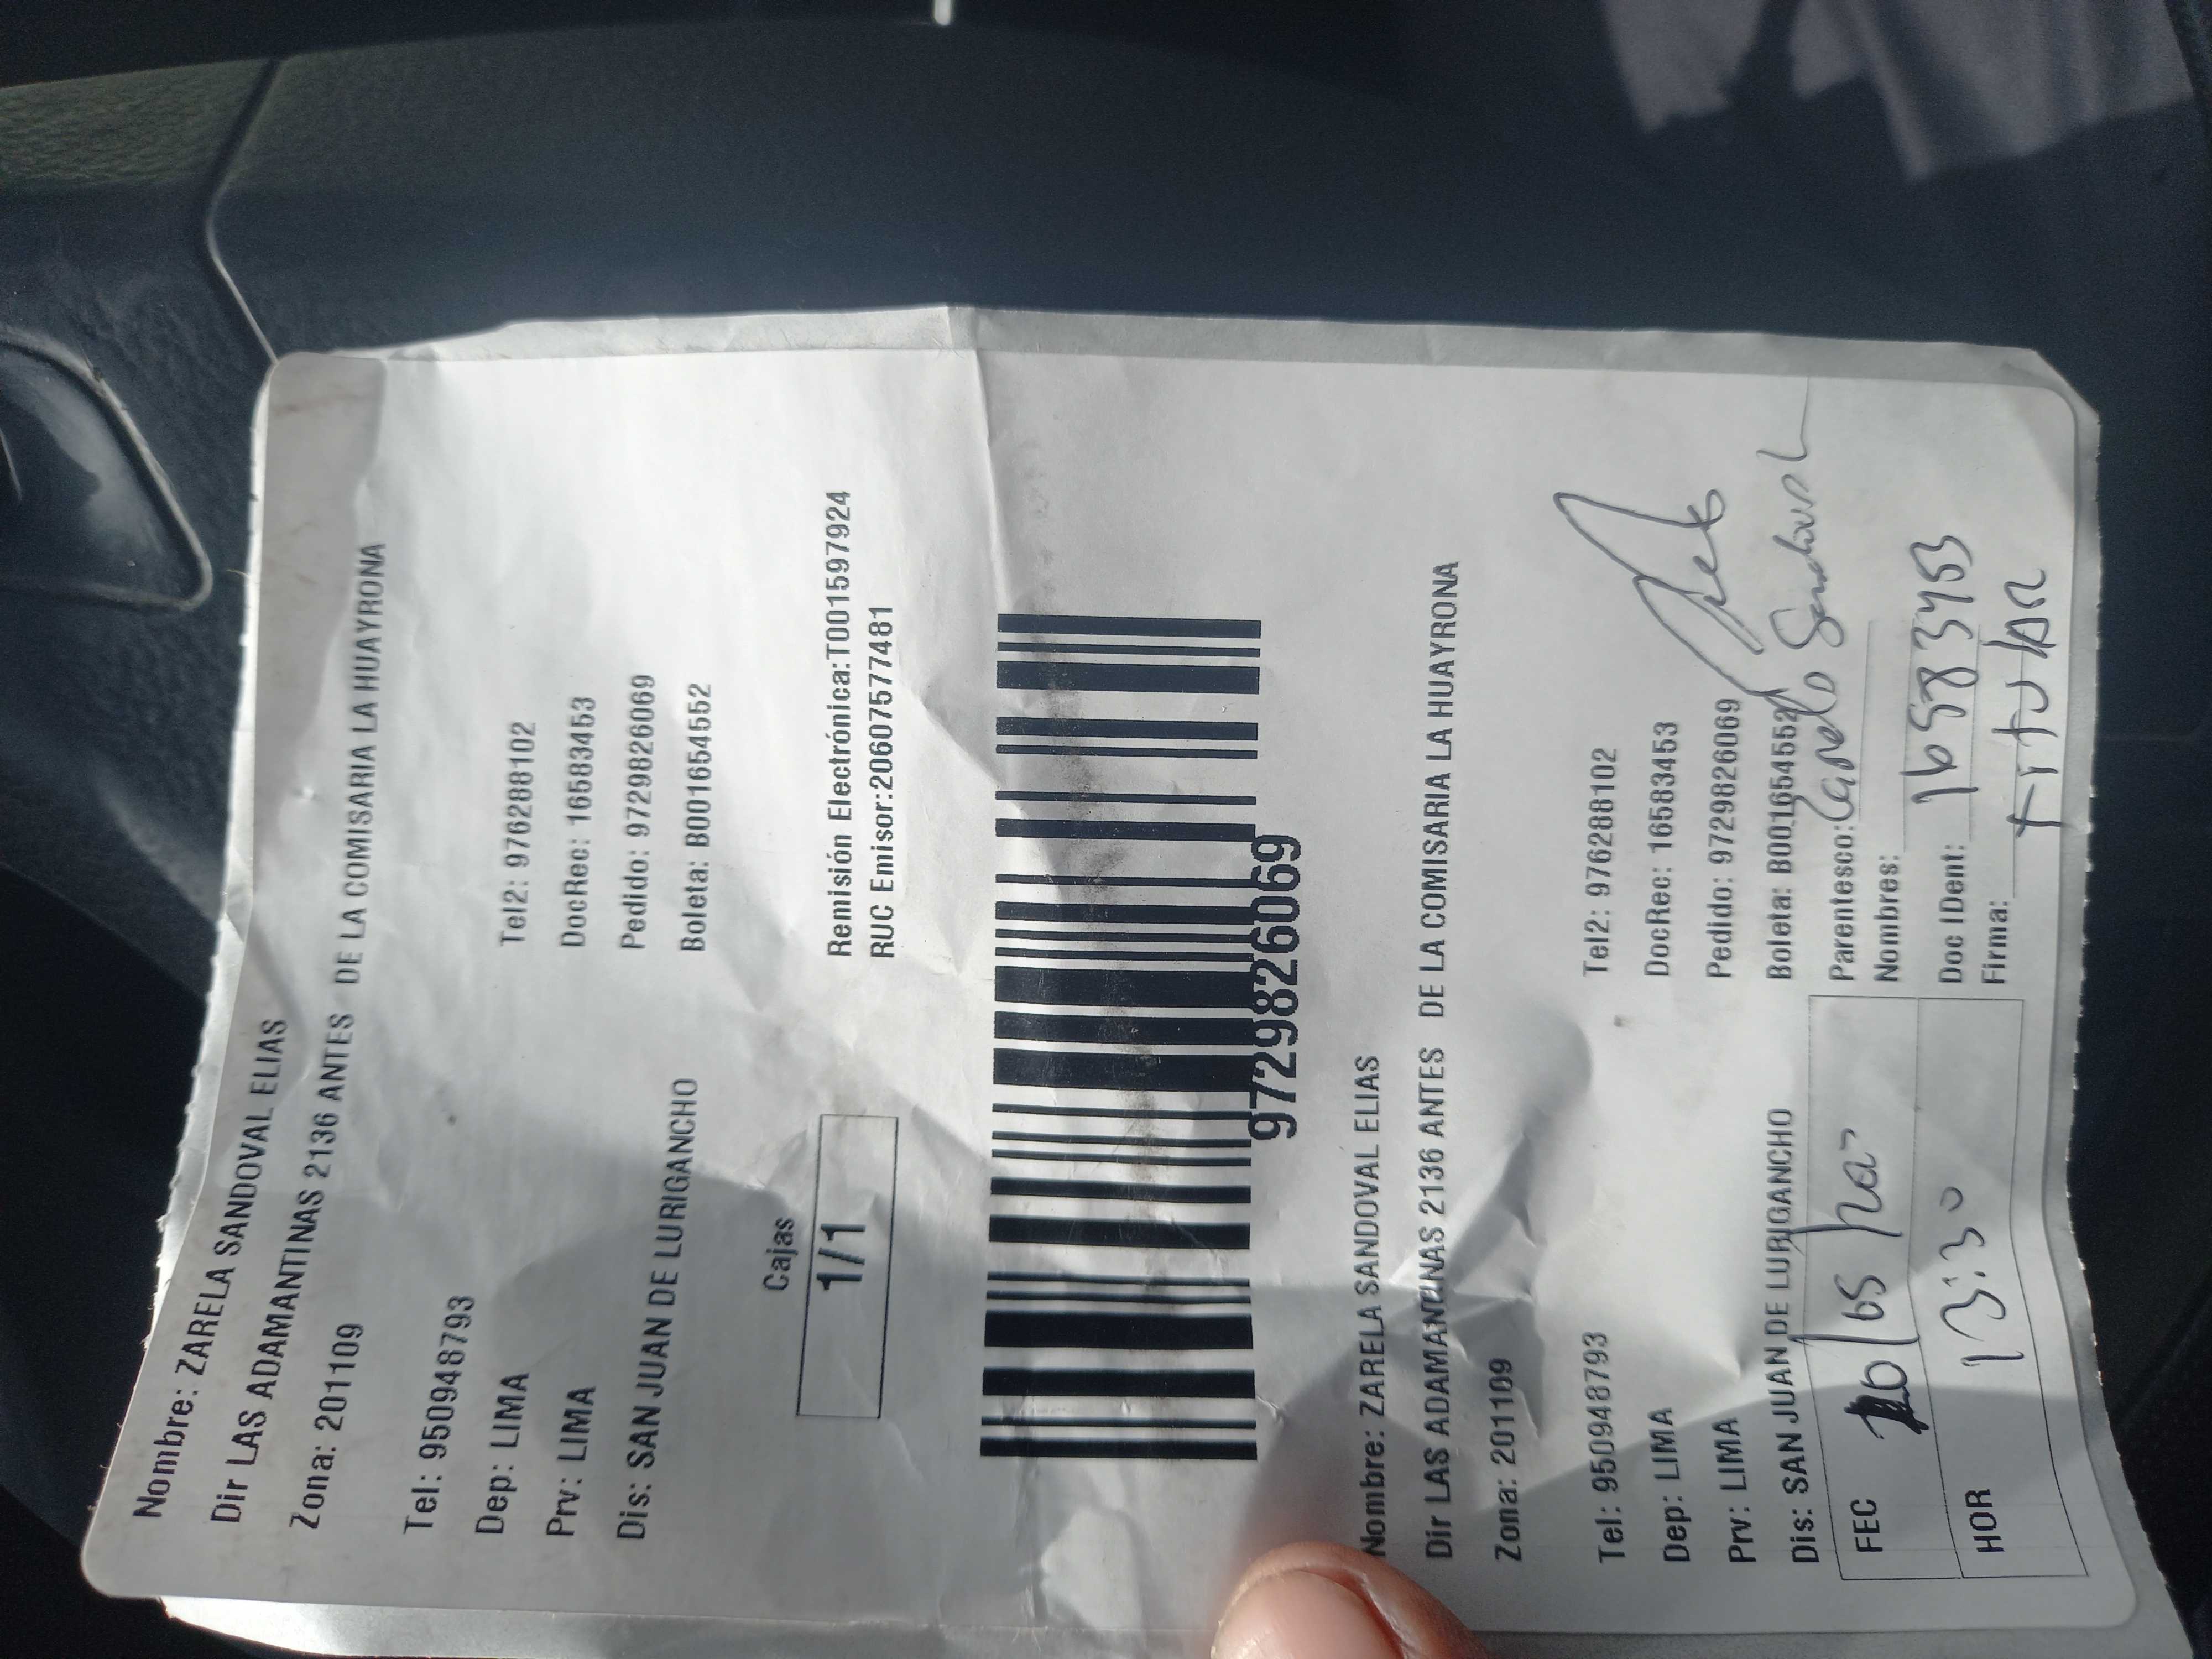 Nombre: ZARELA SANDOVAL ELIAS
Dir LAS ADAMANTINAS 2136 ANTES DE LA COMISARIA LA HUAYRONA
Zona: 201109
Tel: 950948793 Tel2: 976288102
Dep: LIMA DocRec: 16583453
Prv: LIMA Pedido: 9729826069
Dis: SAN JUAN DE LURIGANCHO Boleta: B001654552
Cajas
1/1
Remisión Electrónica:T001597924
RUC Emisor:20607577481
9729826069
Nombre: ZARELA SANDOVAL ELIAS
Dir LAS ADAMANTINAS 2136 ANTES DE LA COMISARIA LA HUAYRONA
Zona: 201109
Tel: 950948793 Tel2: 976288102
Dep: LIMA DocRec: 16583453
Prv: LIMA Pedido: 9729826069
Dis: SAN JUAN DE LURIGANCHO Boleta: B001654552
Parentesco: Sandoval
Nombres:
FEC
Doc IDent: 16583453
HOR 13:30
Firma: TITULAR